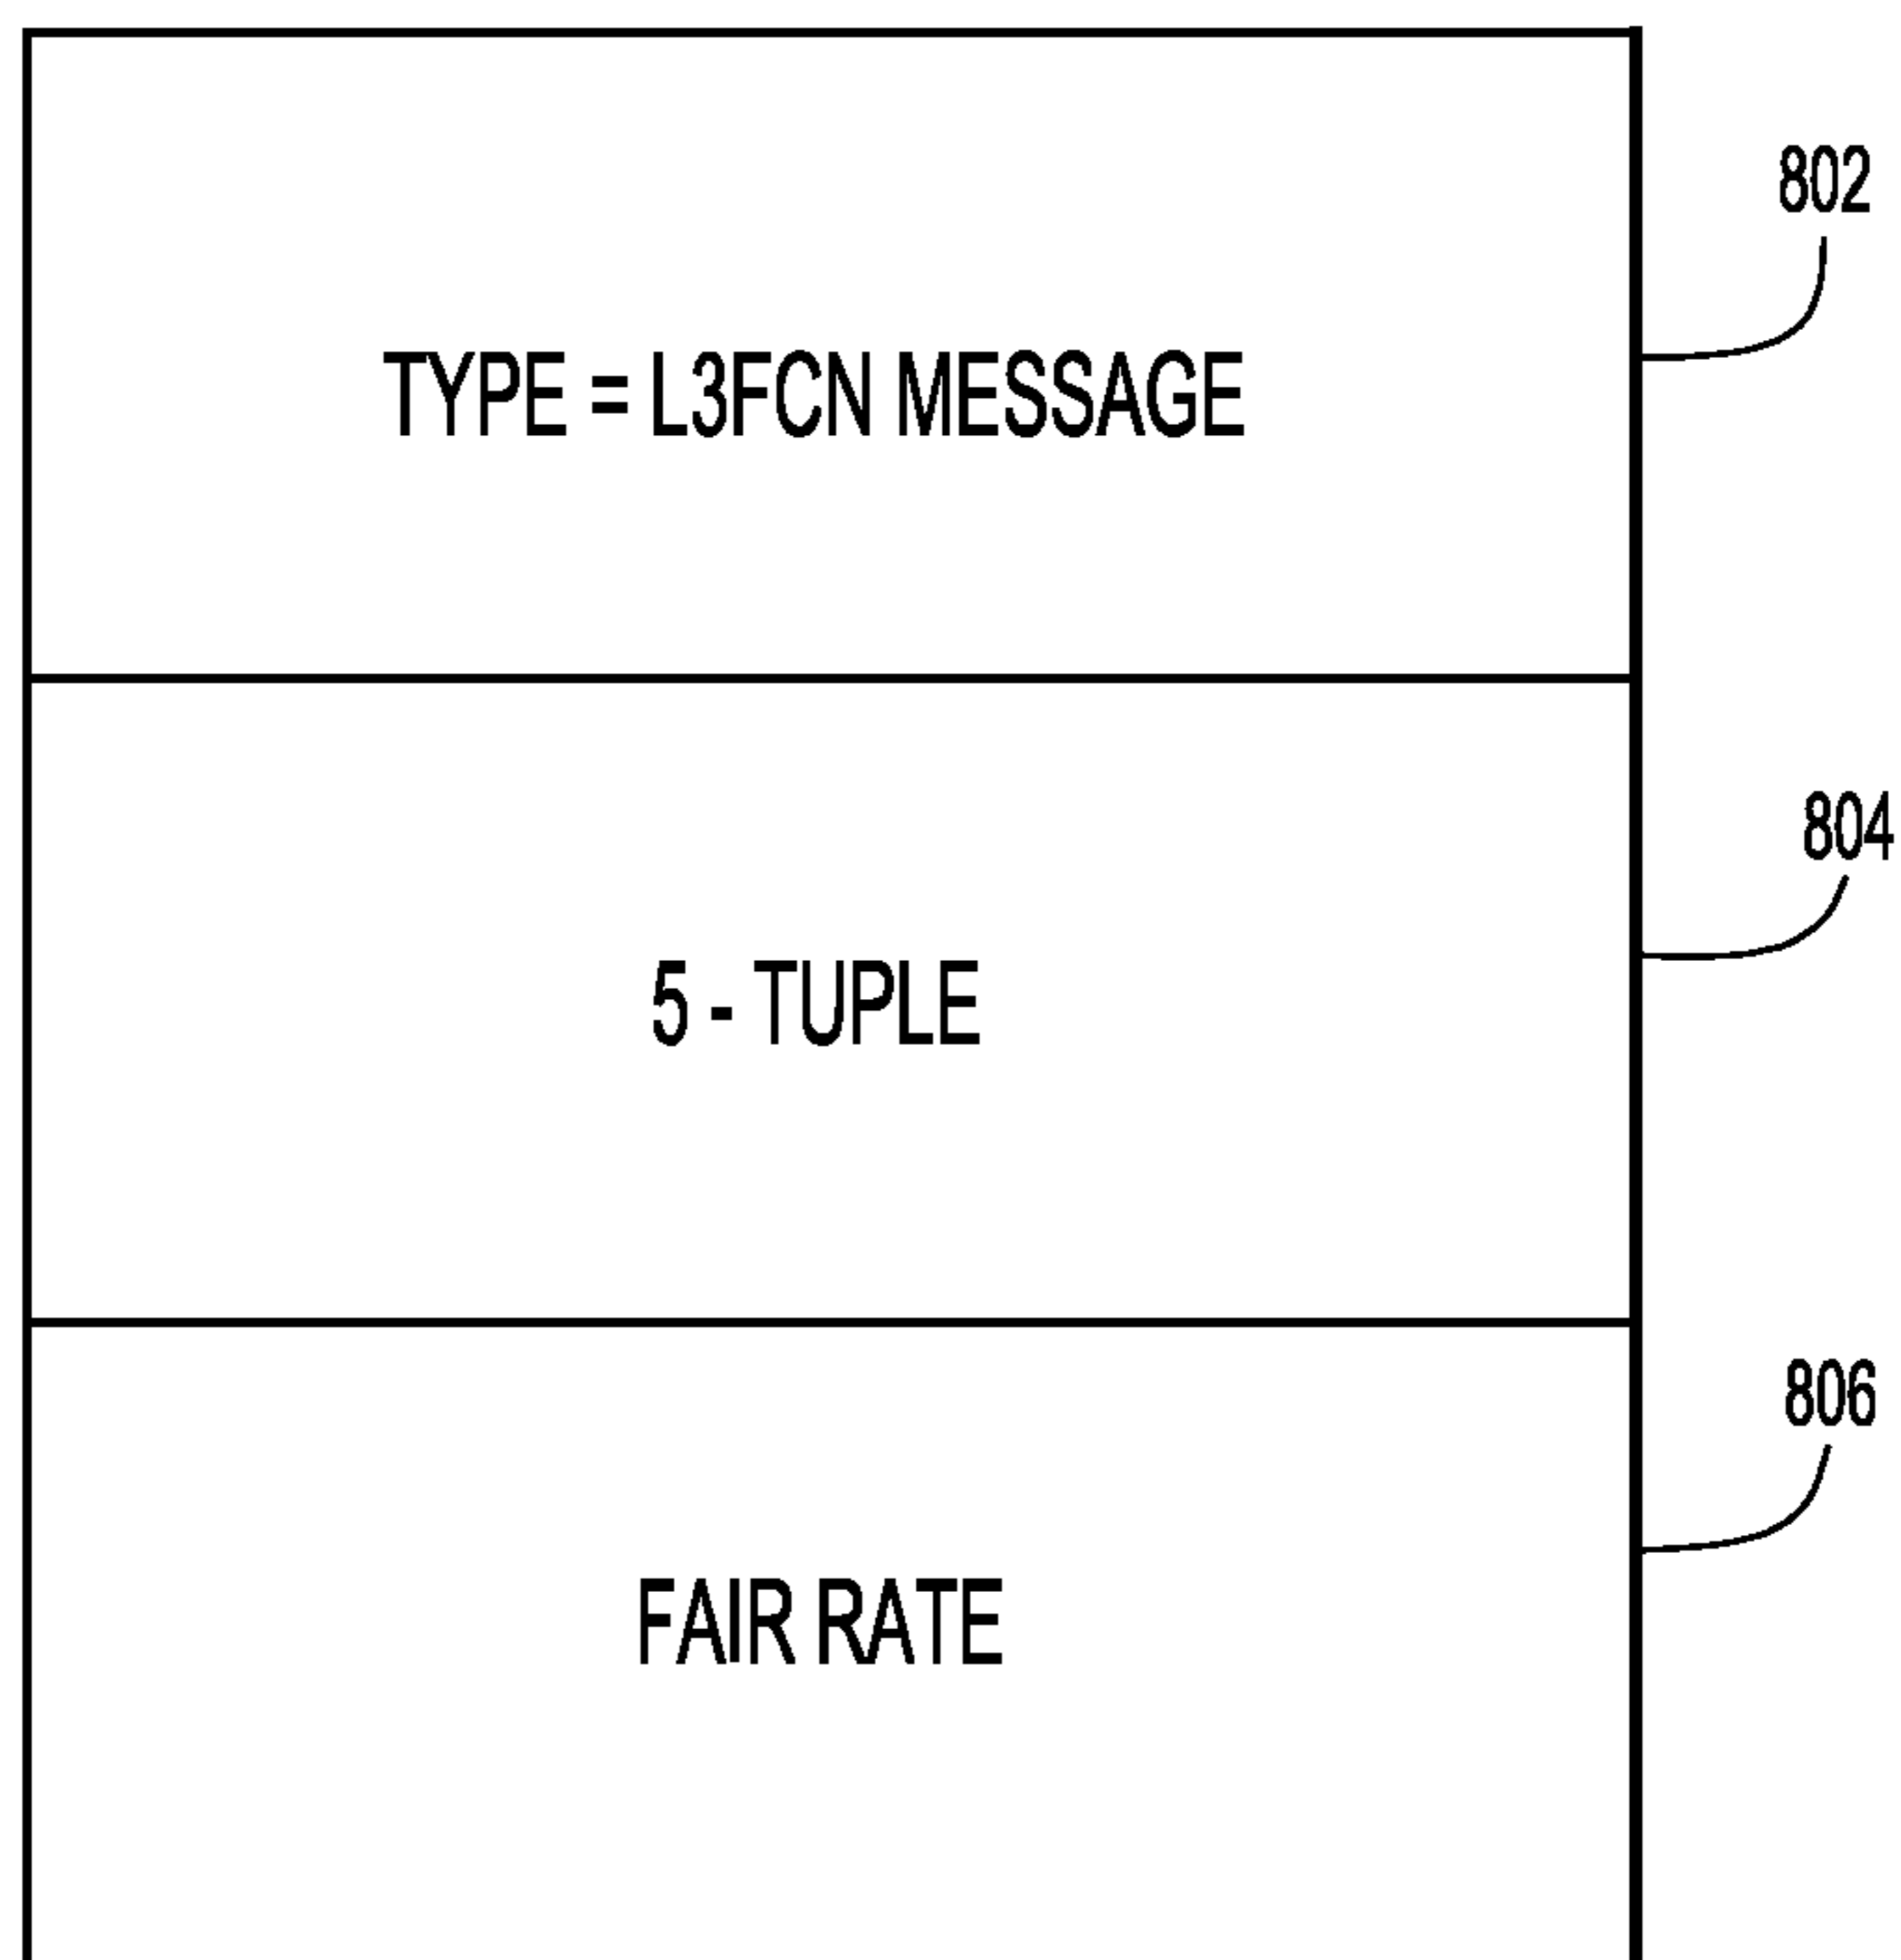 802
TYPE = L3FCN MESSAGE
804
5 - TUPLE
806
FAIR RATE